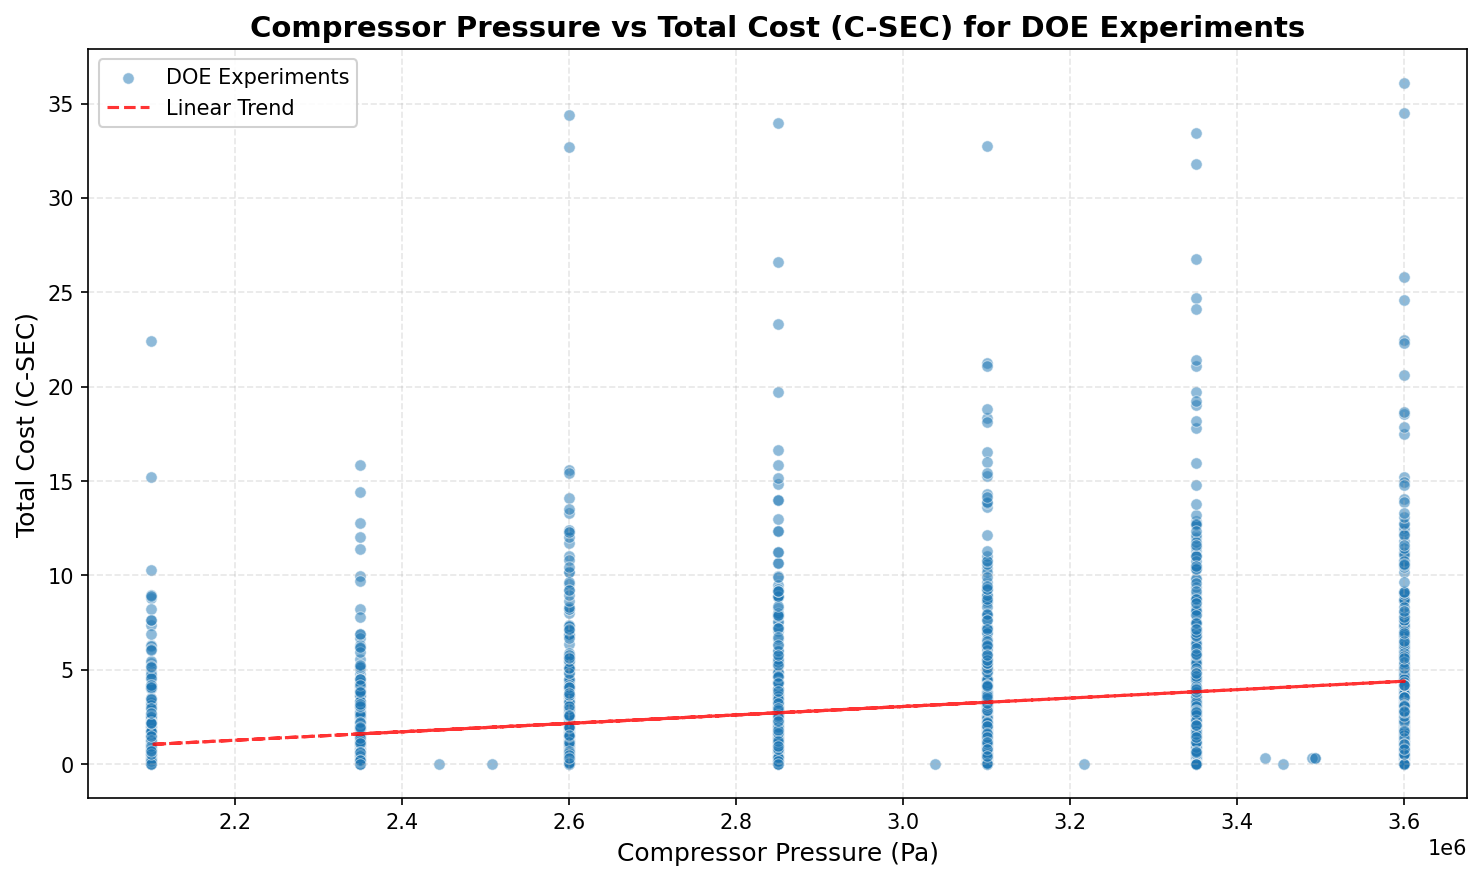 Compressor Pressure vs Total Cost (C-SEC) for DOE Experiments
DOE Experiments
Linear Trend
Total Cost (C-SEC)
35
30
25
20
15
10
5
0
2.2 2.4 2.6 2.8 3.0 3.2 3.4 3.6
1e6
Compressor Pressure (Pa)